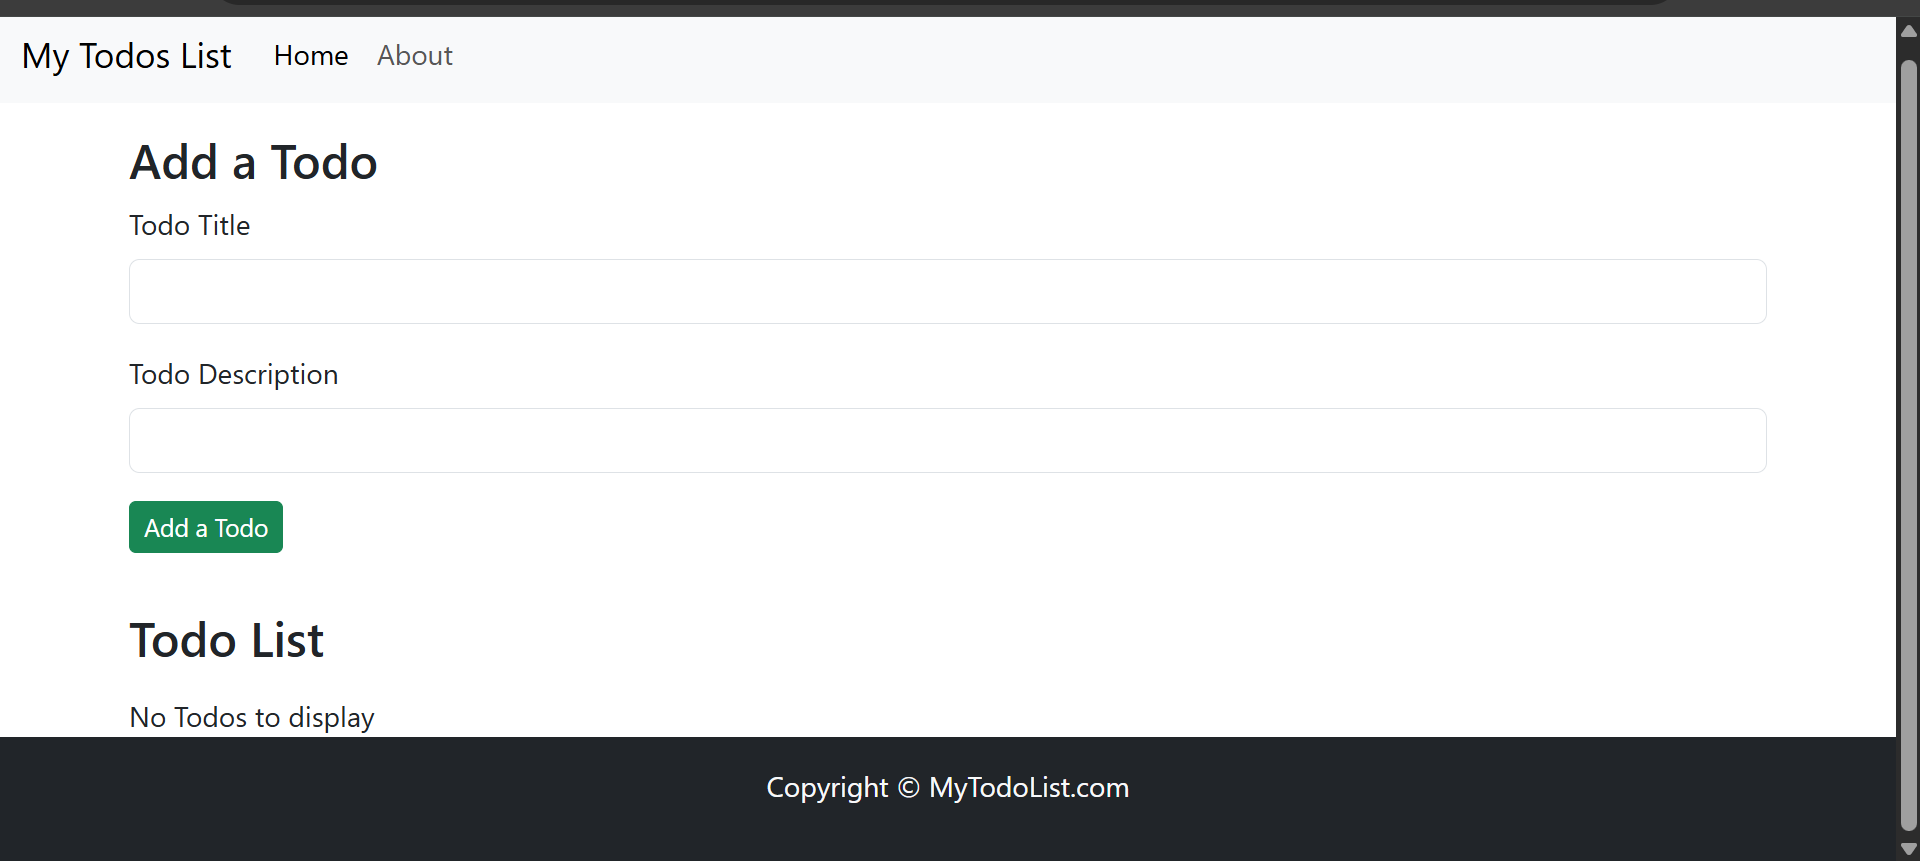 My Todos List Home About
Add a Todo
Todo Title
Todo Description
Add a Todo
Todo List
No Todos to display
Copyright © MyTodoList.com